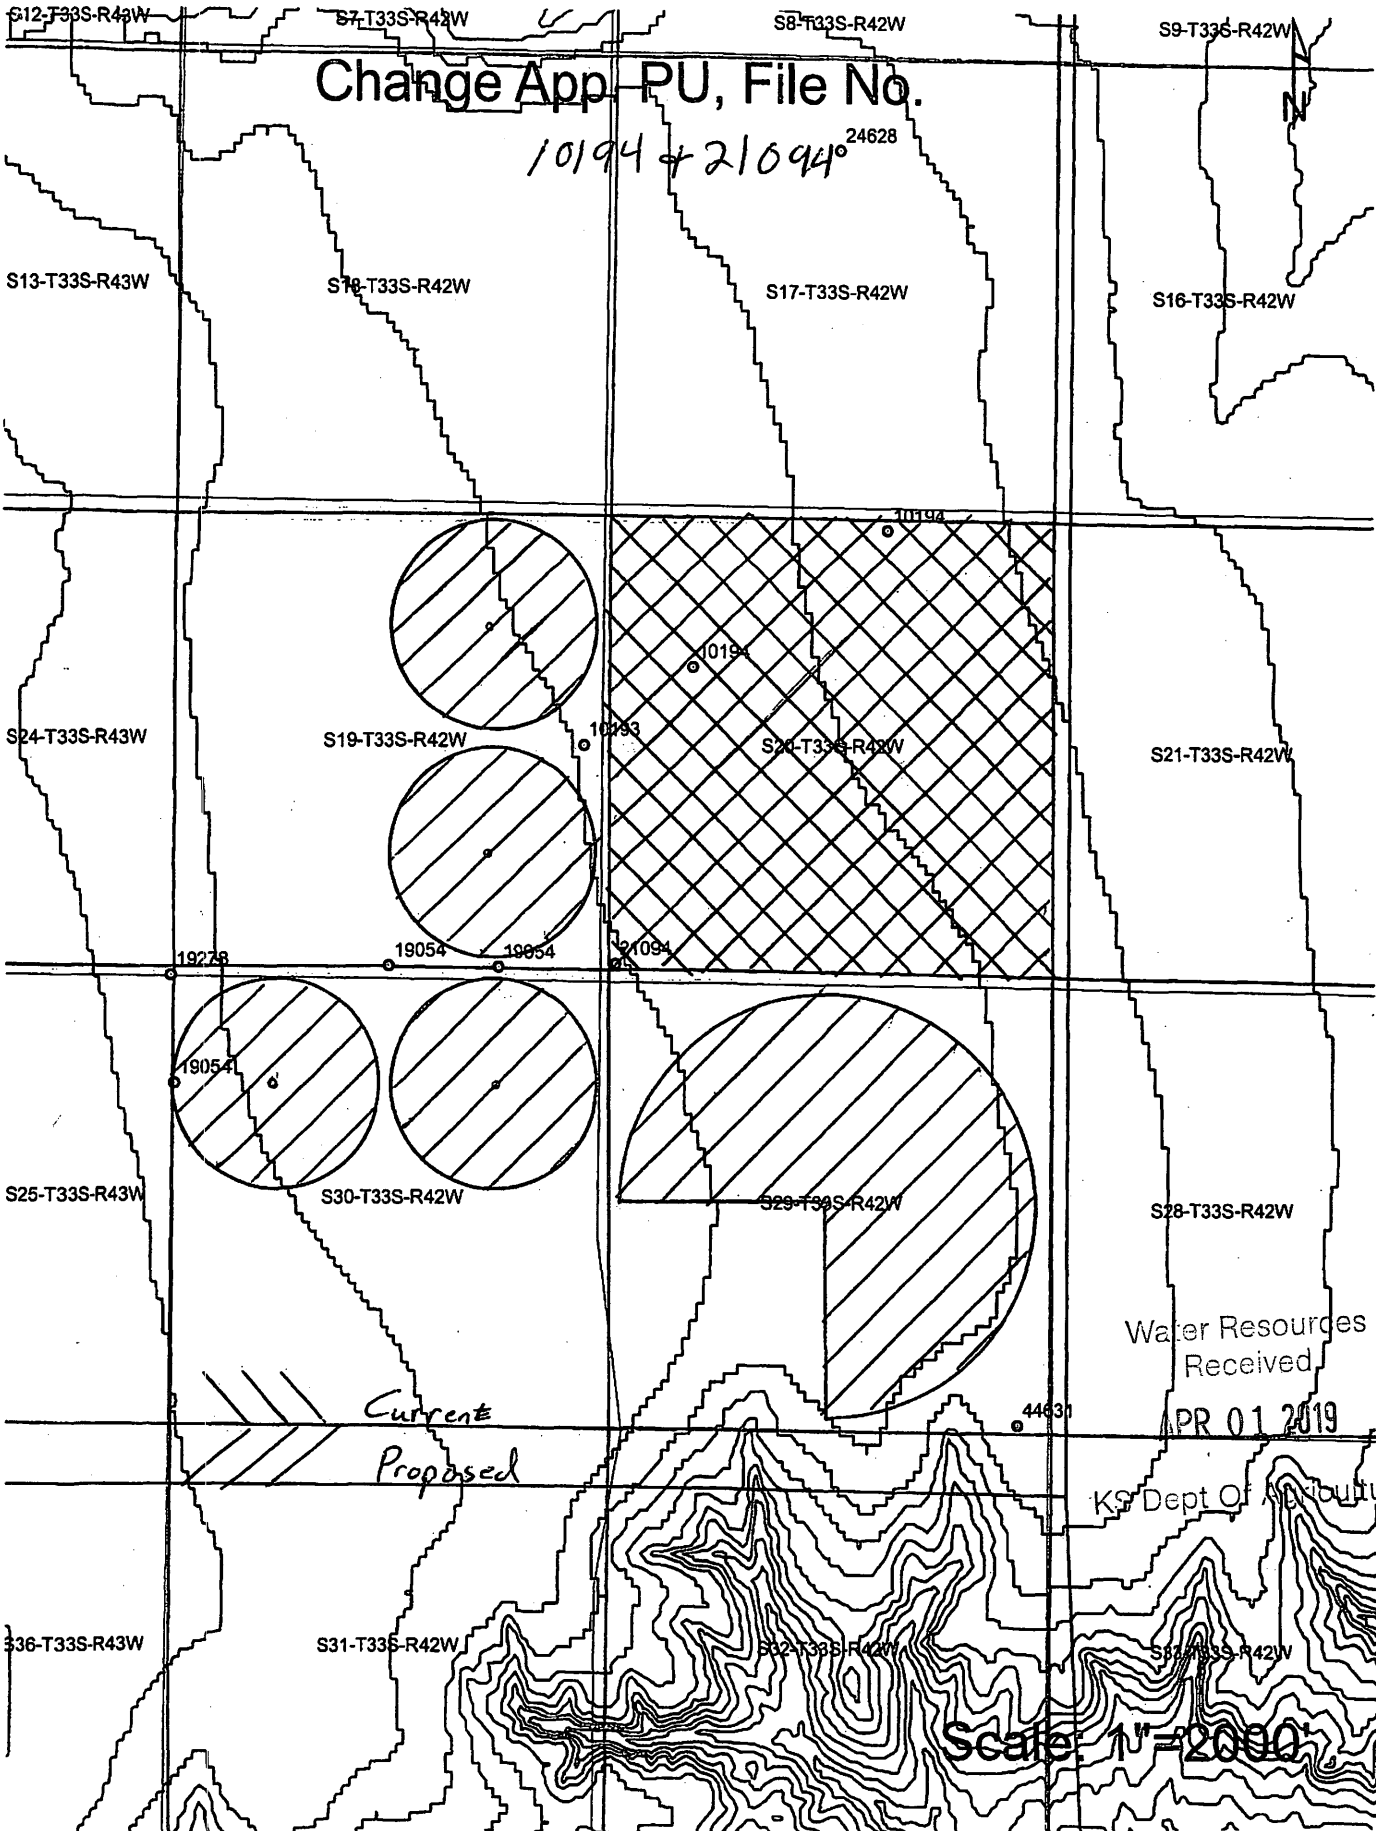 S12-T33S-R43W
S7-T33S-R42W
S8-T33S-R42W
S9-T33S-R42W
Change App PU, File No.
N
10194 & 21094
24628
S13-T33S-R43W
S18-T33S-R42W
S17-T33S-R42W
S16-T33S-R42W
10194
10194
10193
S24-T33S-R43W
S19-T33S-R42W
S20-T33S-R42W
S21-T33S-R42W
19278
19054
19054
21094
19054
S25-T33S-R43W
S30-T33S-R42W
S29-T33S-R42W
S28-T33S-R42W
Water Resources
Received
Current
44631
APR 01 2019
Proposed
KS Dept Of Agricultu
S36-T33S-R43W
S31-T33S-R42W
S32-T33S-R42W
S33-T33S-R42W
Scale: 1"=2000'